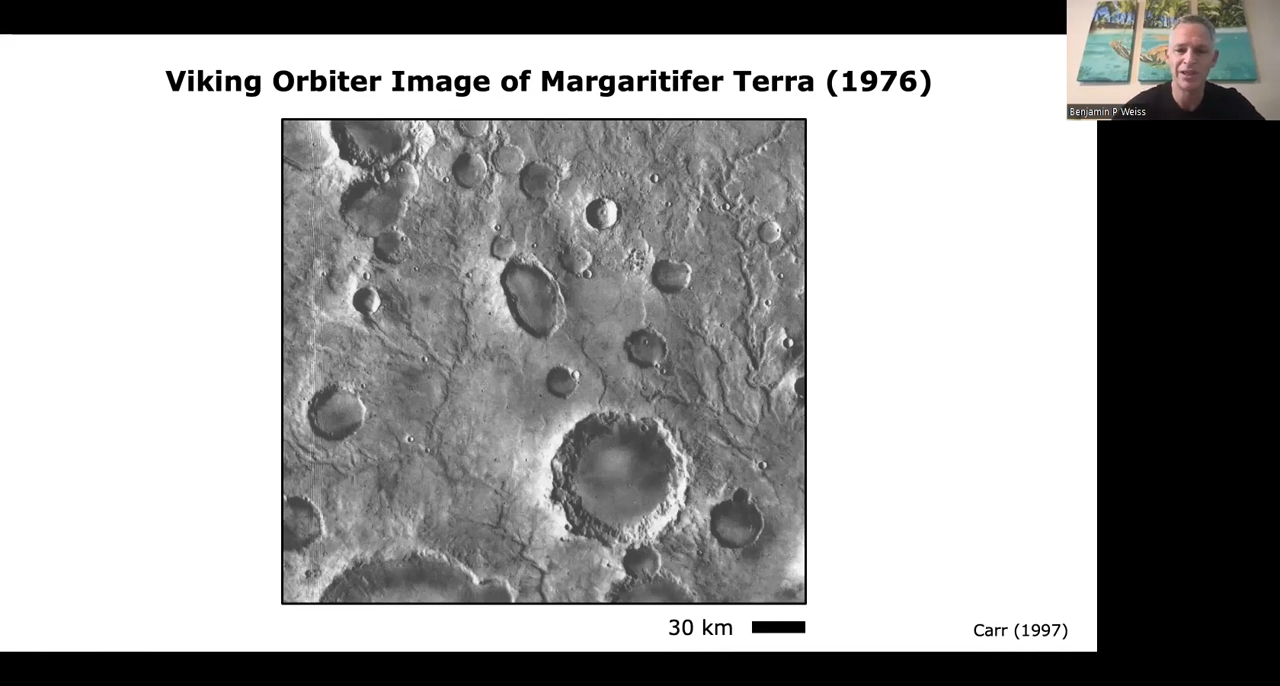 Viking Orbiter Image of Margaritifer Terra (1976)
Benjamin P Weiss
30 km
Carr (1997)